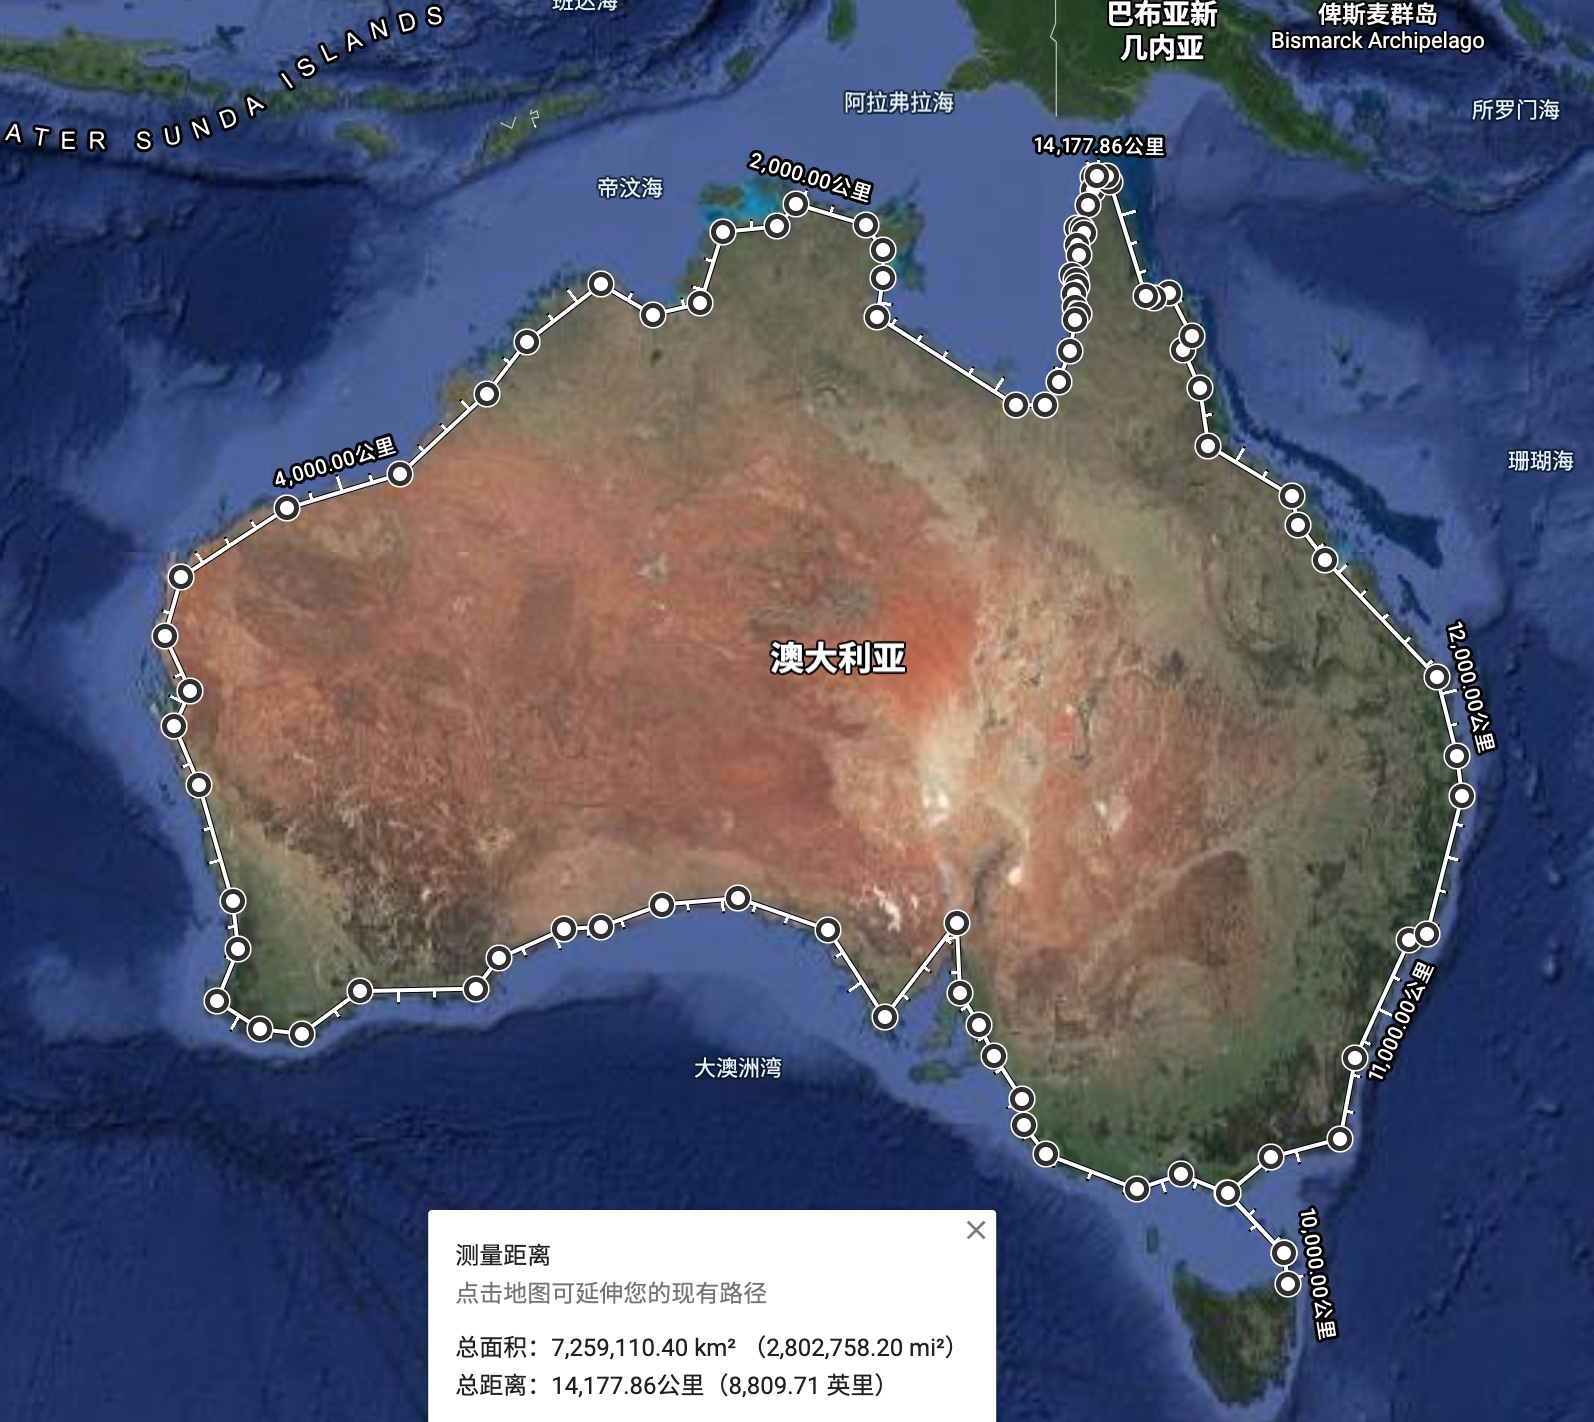 班达海
巴布亚新
几内亚
俾斯麦群岛
Bismarck Archipelago
ATER SUNDA ISLANDS
阿拉弗拉海
所罗门海
14,177.86公里
2,000.00公里
帝汶海
4,000.00公里
珊瑚海
澳大利亚
12,000.00公里
11,000.00公里
大澳洲湾
10,000.00公里
测量距离
点击地图可延伸您的现有路径
总面积：7,259,110.40 km² （2,802,758.20 mi²）
总距离：14,177.86公里（8,809.71 英里）